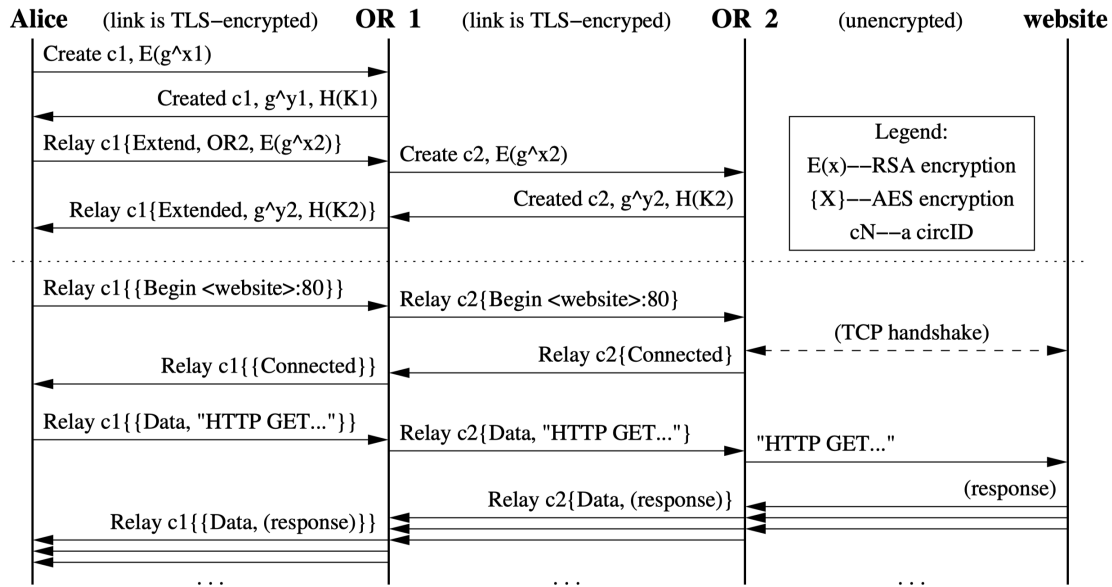 Alice (link is TLS−encrypted) OR 1 (link is TLS−encryped) OR 2 (unencrypted) website
Create c1, E(g^x1)
Created c1, g^y1, H(K1)
Relay c1{Extend, OR2, E(g^x2)}
Create c2, E(g^x2)
Created c2, g^y2, H(K2)
Relay c1{Extended, g^y2, H(K2)}
Legend:
E(x)−−RSA encryption
{X}−−AES encryption
cN−−a circID
Relay c1{{Begin <website>:80}}
Relay c2{Begin <website>:80}
(TCP handshake)
Relay c2{Connected}
Relay c1{{Connected}}
Relay c1{{Data, "HTTP GET..."}}
Relay c2{Data, "HTTP GET..."}
"HTTP GET..."
(response)
Relay c2{Data, (response)}
Relay c1{{Data, (response)}}
. . . . . . . . .